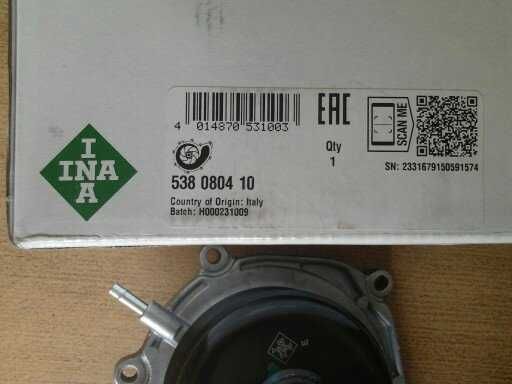 INA
INA
4 014870 531003
EAC
SCAN ME
Qty
1
SN: 2331679150591574
538 0804 10
Country of Origin: Italy
Batch: H000231009